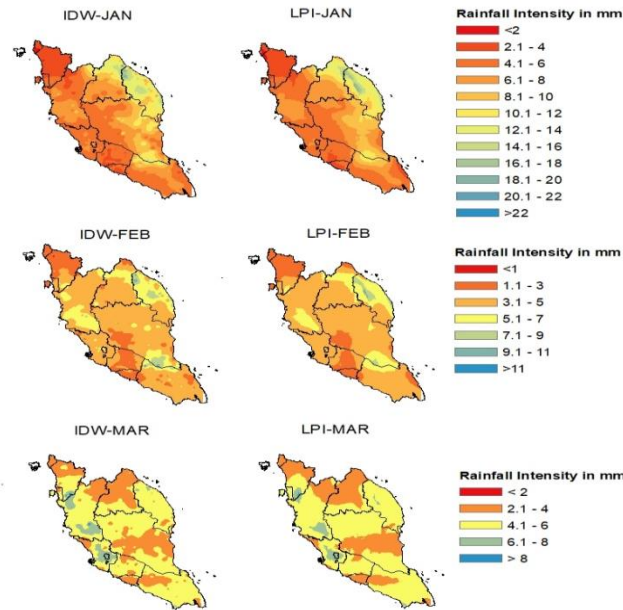 IDW-JAN
LPI-JAN
Rainfall Intensity in mm
<2
2.1 - 4
4.1 - 6
6.1 - 8
8.1 - 10
10.1 - 12
12.1 - 14
14.1 - 16
16.1 - 18
18.1 - 20
20.1 - 22
>22
IDW-FEB
LPI-FEB
Rainfall Intensity in mm
<1
1.1 - 3
3.1 - 5
5.1 - 7
7.1 - 9
9.1 - 11
>11
IDW-MAR
LPI-MAR
Rainfall Intensity in mm
< 2
2.1 - 4
4.1 - 6
6.1 - 8
> 8